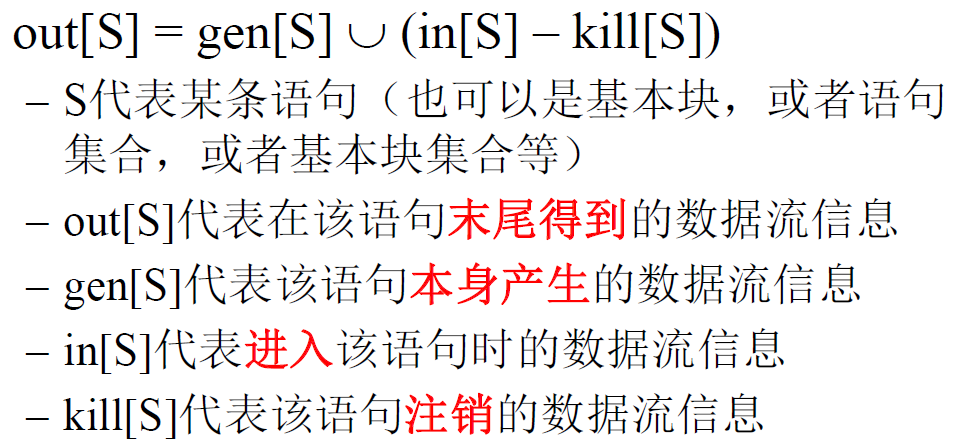 out[S] = gen[S] ∪ (in[S] – kill[S])
– S代表某条语句（也可以是基本块，或者语句
集合，或者基本块集合等）
– out[S]代表在该语句末尾得到的数据流信息
– gen[S]代表该语句本身产生的数据流信息
– in[S]代表进入该语句时的数据流信息
– kill[S]代表该语句注销的数据流信息